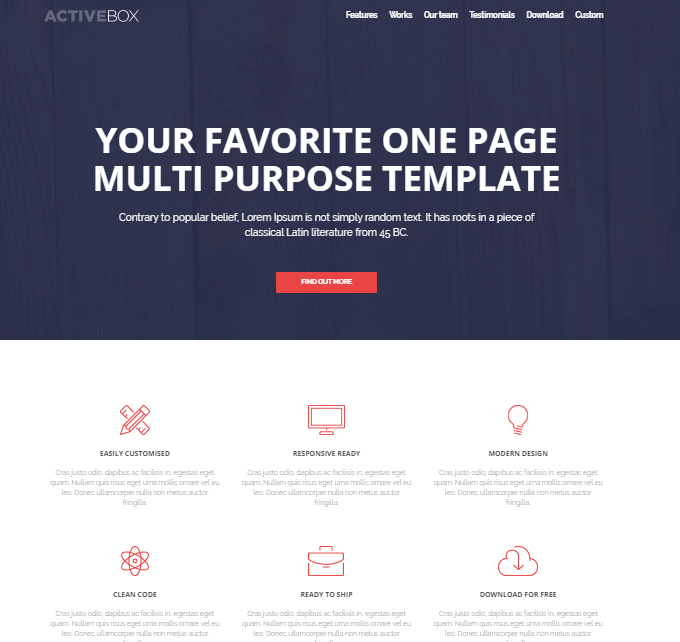 ACTIVEBOX
Features Works Our team Testimonials Download Custom
YOUR FAVORITE ONE PAGE
MULTI PURPOSE TEMPLATE
Contrary to popular belief, Lorem Ipsum is not simply random text. It has roots in a piece of
classical Latin literature from 45 BC.
FIND OUT MORE
EASILY CUSTOMISED
Cras justo odio, dapibus ac facilisis in, egestas eget
quam. Nullam quis risus eget urna mollis ornare vel eu
leo. Donec ullamcorper nulla non metus auctor
fringilla.
RESPONSIVE READY
Cras justo odio, dapibus ac facilisis in, egestas eget
quam. Nullam quis risus eget urna mollis ornare vel eu
leo. Donec ullamcorper nulla non metus auctor
fringilla.
MODERN DESIGN
Cras justo odio, dapibus ac facilisis in, egestas eget
quam. Nullam quis risus eget urna mollis ornare vel eu
leo. Donec ullamcorper nulla non metus auctor
fringilla.
CLEAN CODE
Cras justo odio, dapibus ac facilisis in, egestas eget
quam. Nullam quis risus eget urna mollis ornare vel eu
leo. Donec ullamcorper nulla non metus auctor
READY TO SHIP
Cras justo odio, dapibus ac facilisis in, egestas eget
quam. Nullam quis risus eget urna mollis ornare vel eu
leo. Donec ullamcorper nulla non metus auctor
DOWNLOAD FOR FREE
Cras justo odio, dapibus ac facilisis in, egestas eget
quam. Nullam quis risus eget urna mollis ornare vel eu
leo. Donec ullamcorper nulla non metus auctor